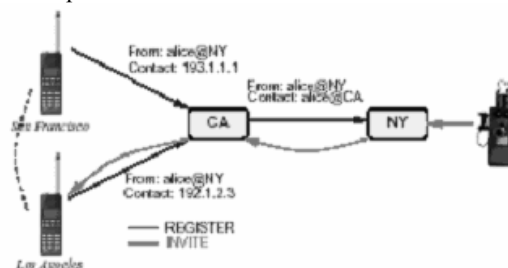 From: alice@NY
Contact: 193.1.1.1
From: alice@NY
Contact: alice@CA
San Francisco
CA
NY
From: alice@NY
Contact: 192.1.2.3
REGISTER
INVITE
Los Angeles